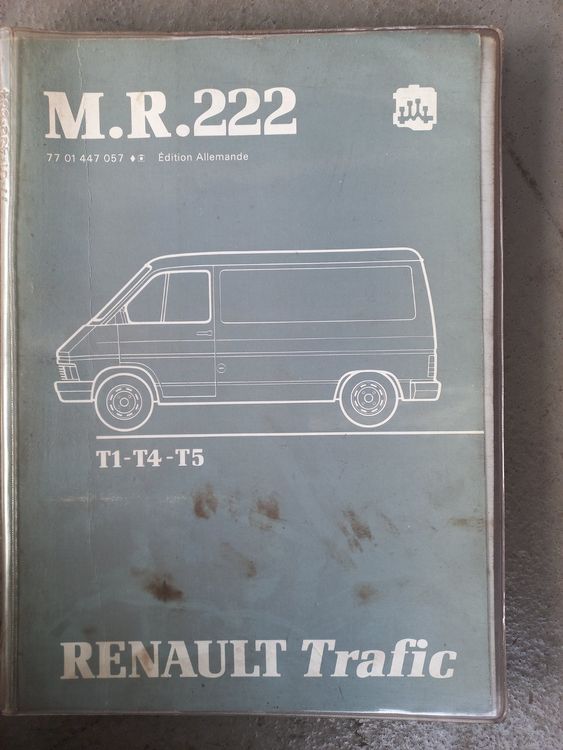 M.R.222
77 01 447 057 ♦ Édition Allemande
T1-T4-T5
RENAULT Trafic